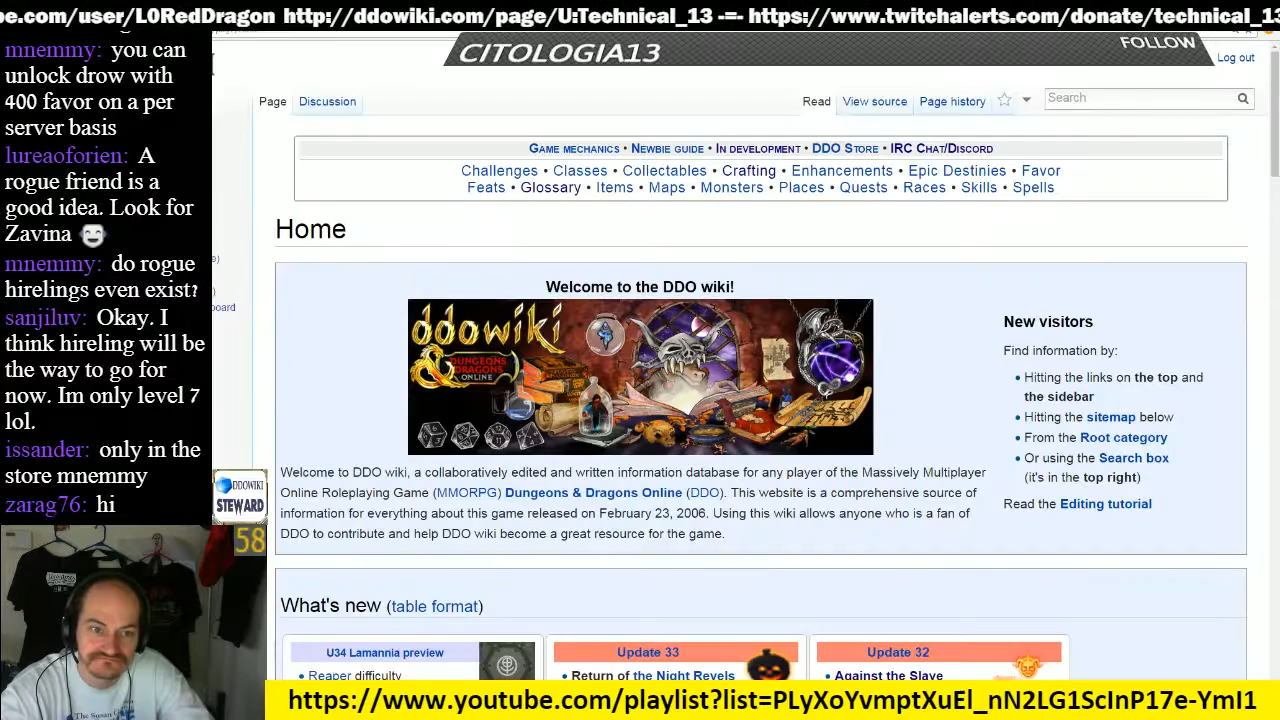 be.com/user/L0RedDragon http://ddowiki.com/page/U:Technical_13 -=- https://www.twitchalerts.com/donate/technical_13
mnemmy: you can
unlock drow with
400 favor on a per
server basis
lureaoforien: A
rogue friend is a
good idea. Look for
Zavina
mnemmy: do rogue
hirelings even exist?
sanjiluv: Okay. I
think hireling will be
the way to go for
now. Im only level 7
lol.
issander: only in the
store mnemmy
zarag76: hi
DDOWIKI
STEWARD
58
CITOLOGIA13
FOLLOW
Log out
Page Discussion
Read View source Page history
Search
Game mechanics • Newbie guide • In development • DDO Store • IRC Chat/Discord
Challenges • Classes • Collectables • Crafting • Enhancements • Epic Destinies • Favor
Feats • Glossary • Items • Maps • Monsters • Places • Quests • Races • Skills • Spells
Home
Welcome to the DDO wiki!
ddowiki
DUNGEONS
DRAGONS
ONLINE
Welcome to DDO wiki, a collaboratively edited and written information database for any player of the Massively Multiplayer
Online Roleplaying Game (MMORPG) Dungeons & Dragons Online (DDO). This website is a comprehensive source of
information for everything about this game released on February 23, 2006. Using this wiki allows anyone who is a fan of
DDO to contribute and help DDO wiki become a great resource for the game.
New visitors
Find information by:
• Hitting the links on the top and
the sidebar
• Hitting the sitemap below
• From the Root category
• Or using the Search box
(it's in the top right)
Read the Editing tutorial
What's new (table format)
U34 Lamannia preview
• Reaper difficulty
Update 33
• Return of the Night Revels
Update 32
• Against the Slave
https://www.youtube.com/playlist?list=PLyXoYvmptXuEl_nN2LG1ScInP17e-YmI1